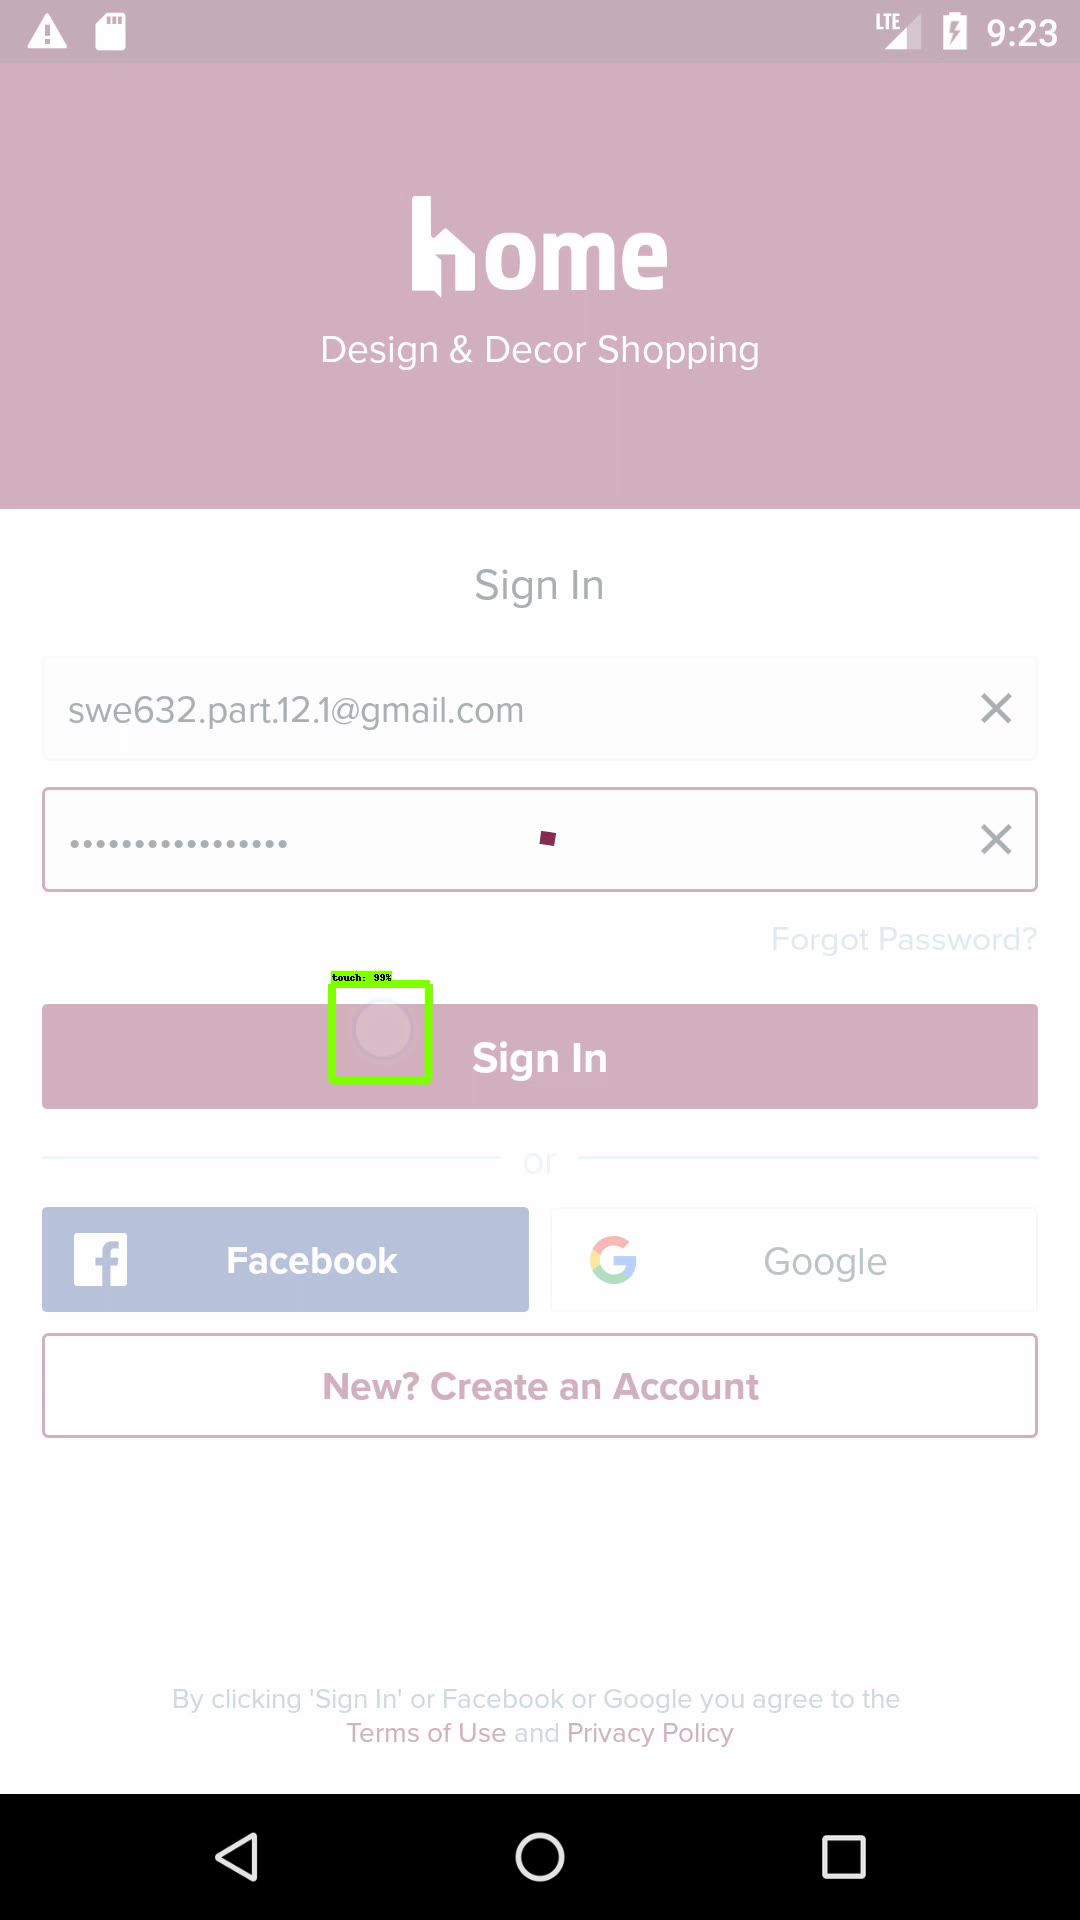 LTE 9:23
home
Design & Decor Shopping
Sign In
swe632.part.12.1@gmail.com
•••••••••••••••••
Forgot Password?
touch: 99%
Sign In
or
Facebook
Google
New? Create an Account
By clicking 'Sign In' or Facebook or Google you agree to the
Terms of Use and Privacy Policy